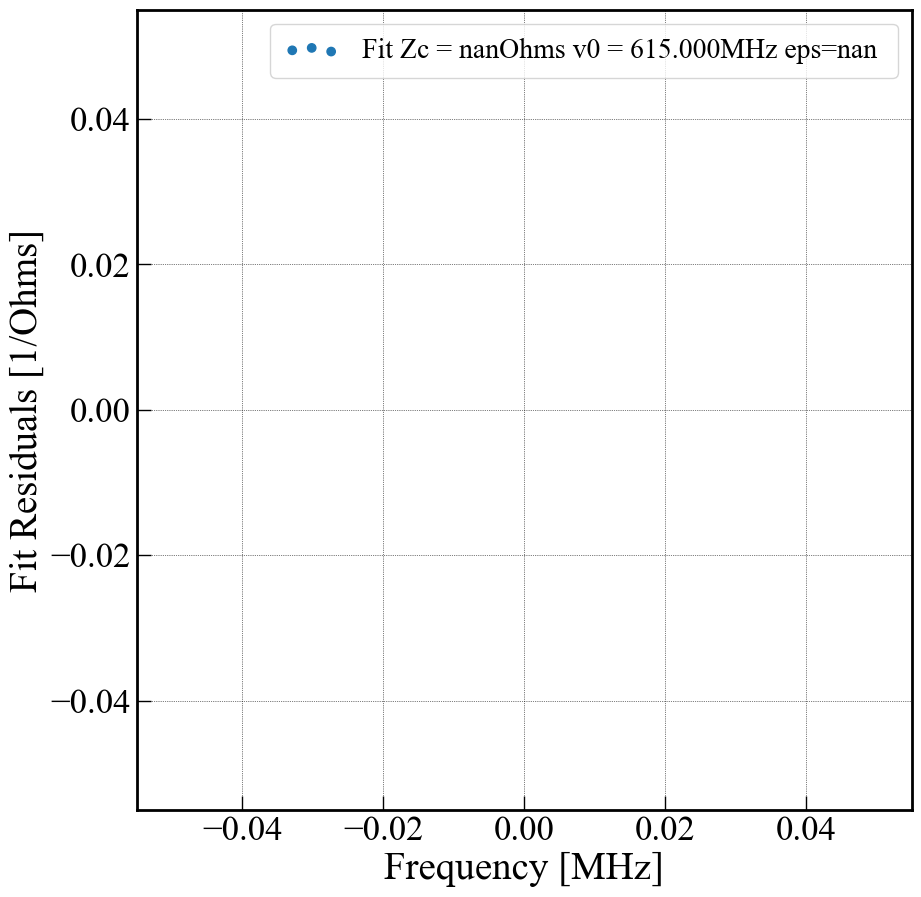 Fit Zc = nanOhms v0 = 615.000MHz eps=nan
0.04
0.02
0.00
−0.02
−0.04
Fit Residuals [1/Ohms]
−0.04 −0.02 0.00 0.02 0.04
Frequency [MHz]